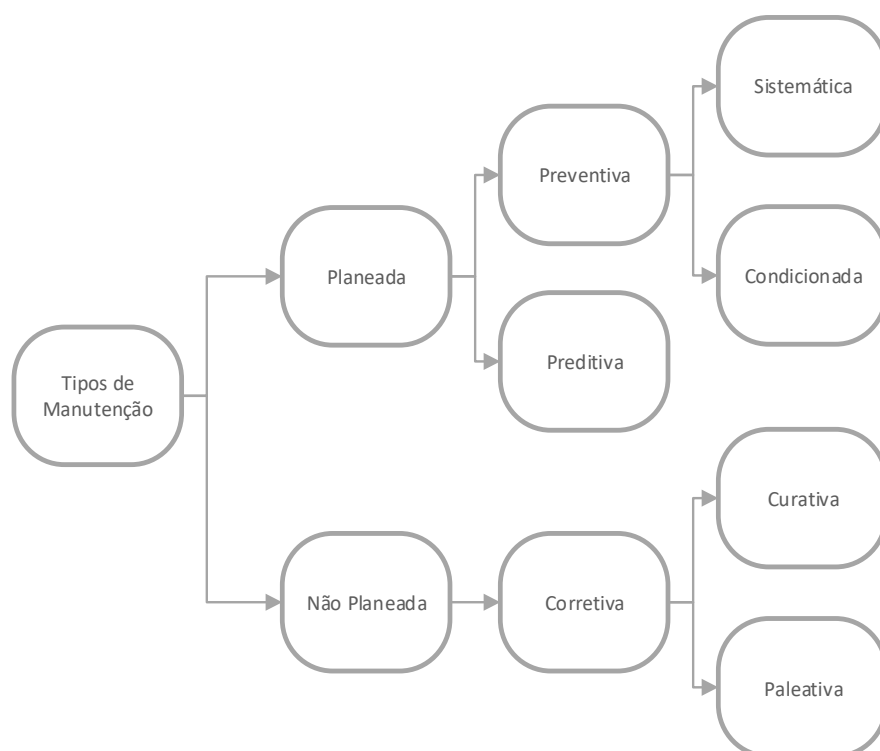 Sistemática
Preventiva
Planeada
Condicionada
Preditiva
Tipos de
Manutenção
Curativa
Não Planeada
Corretiva
Paleativa